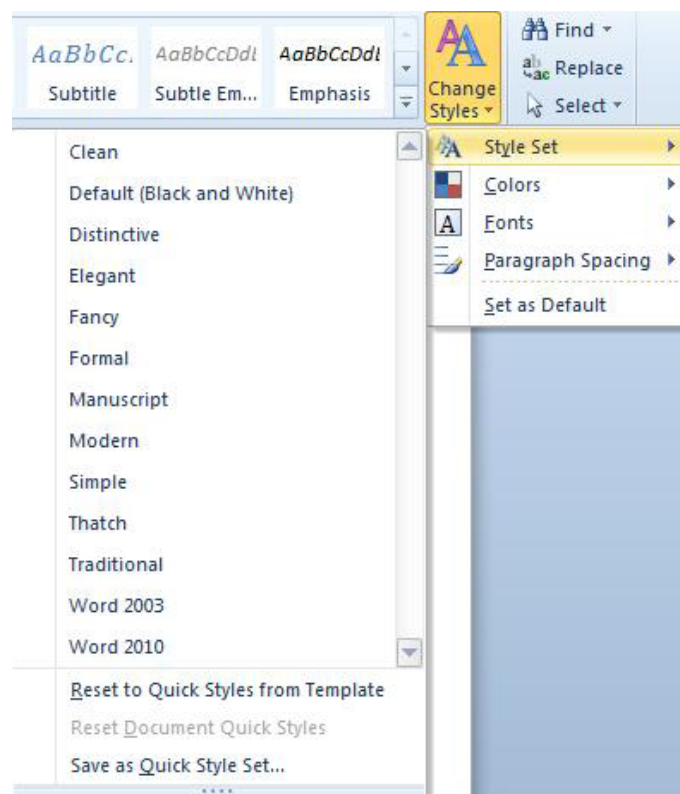 AaBbCc.
AaBbCcDdI
AaBbCcDdI
Subtitle
Subtle Em...
Emphasis
Change
Styles
Find
Replace
Select
Style Set
Colors
Fonts
Paragraph Spacing
Set as Default
Clean
Default (Black and White)
Distinctive
Elegant
Fancy
Formal
Manuscript
Modern
Simple
Thatch
Traditional
Word 2003
Word 2010
Reset to Quick Styles from Template
Reset Document Quick Styles
Save as Quick Style Set...